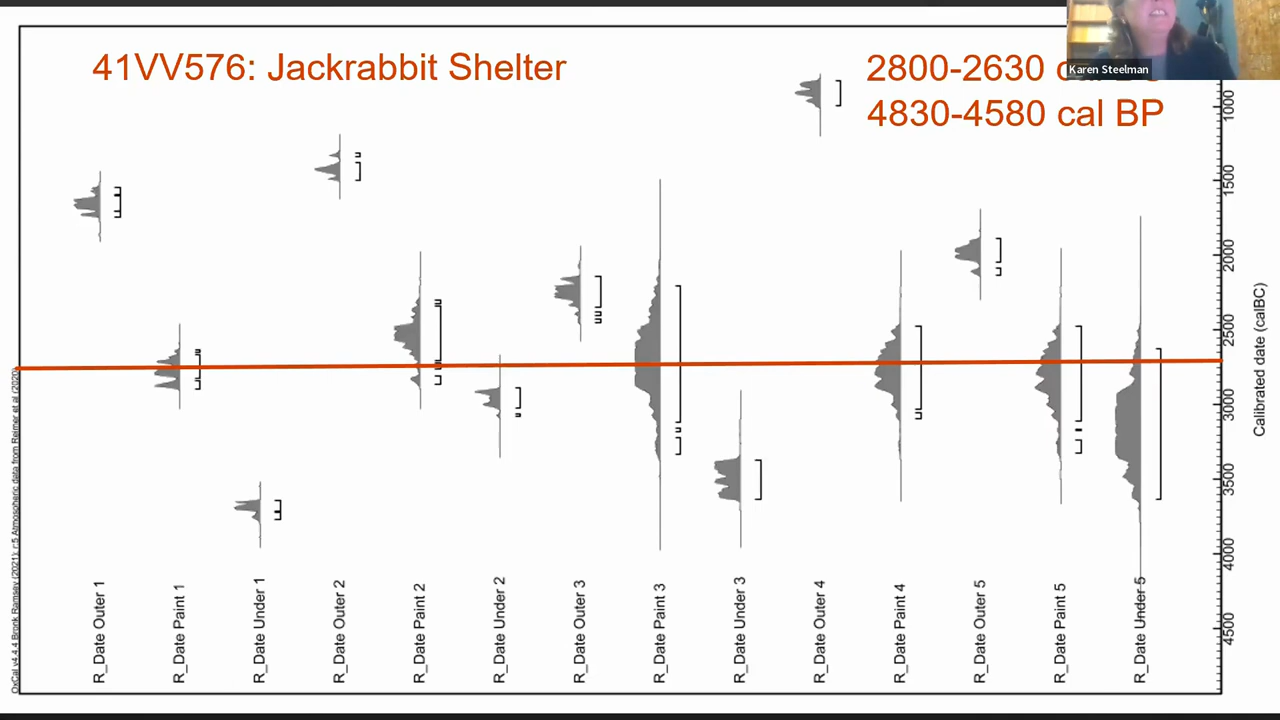 41VV576: Jackrabbit Shelter
2800-2630 c
4830-4580 cal BP
Karen Steelman
OxCal v4.4.4 Bronk Ramsey (2021); r:5 Atmospheric data from Reimer et al (2020)
R_Date Outer 1
R_Date Paint 1
R_Date Under 1
R_Date Outer 2
R_Date Paint 2
R_Date Under 2
R_Date Outer 3
R_Date Paint 3
R_Date Under 3
R_Date Outer 4
R_Date Paint 4
R_Date Outer 5
R_Date Paint 5
R_Date Under 5
1000
1500
2000
2500
3000
3500
4000
4500
Calibrated date (calBC)